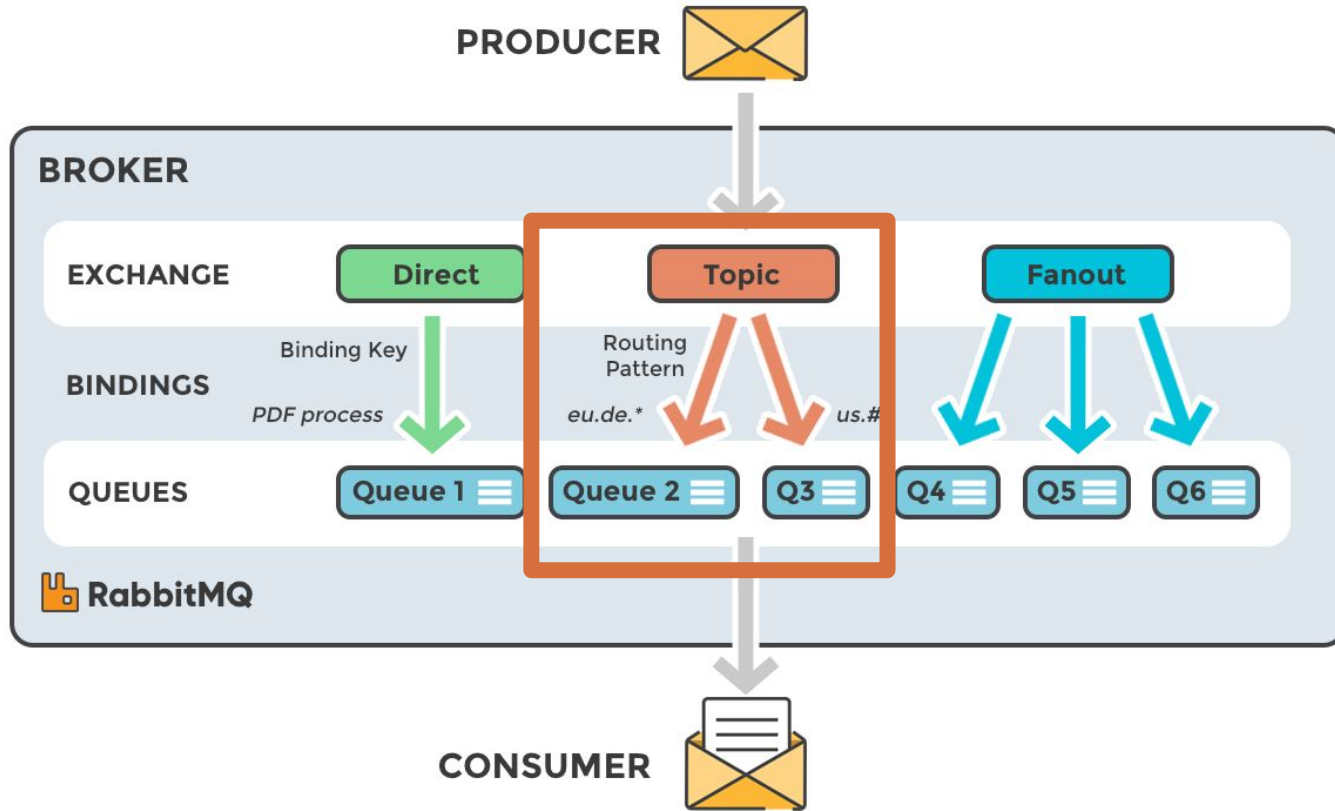 PRODUCER
BROKER
EXCHANGE
Direct
Topic
Fanout
Binding Key
Routing
Pattern
BINDINGS
PDF process
eu.de.*
us.#
QUEUES
Queue 1
Queue 2
Q3
Q4
Q5
Q6
RabbitMQ
CONSUMER